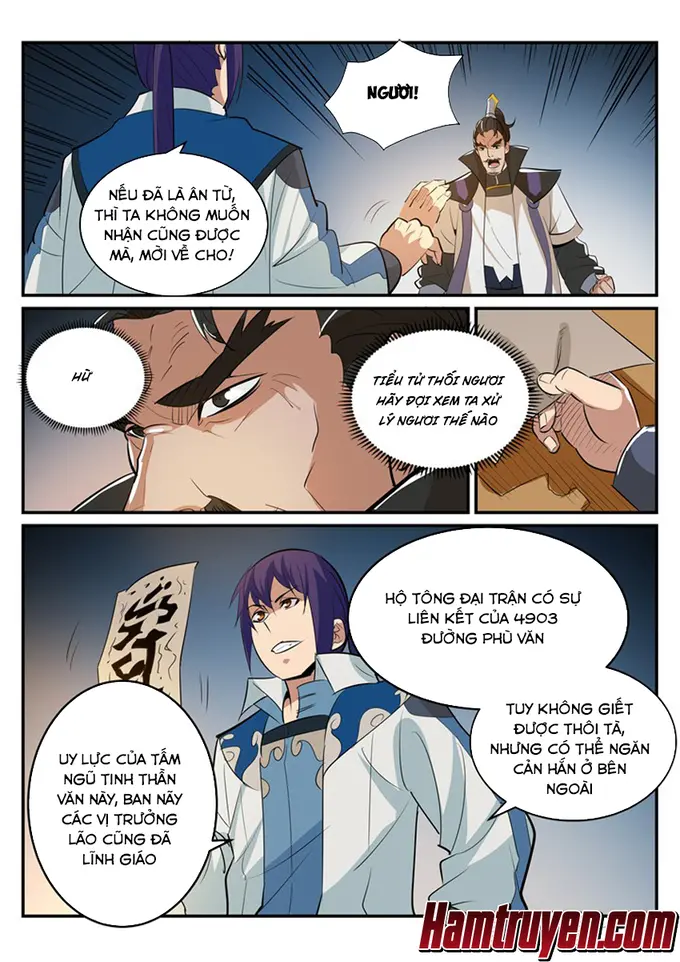 NGƯƠI!
NẾU ĐÃ LÀ ÂN TỪ,
THÌ TA KHÔNG MUỐN
NHẬN CŨNG ĐƯỢC
MÀ, MỜI VỀ CHO!
HỪ
TIỂU TỬ THỐI NGƯƠI
HÃY ĐỢI XEM TA XỬ
LÝ NGƯƠI THẾ NÀO
HỘ TÔNG ĐẠI TRẬN CÓ SỰ
LIÊN KẾT CỦA 4903
ĐƯỜNG PHÙ VĂN
TUY KHÔNG GIẾT
ĐƯỢC THÔI TÀ,
NHƯNG CÓ THỂ NGĂN
CẢN HẮN Ở BÊN
NGOÀI
UY LỰC CỦA TẤM
NGŨ TINH THẦN
VĂN NÀY, BAN NÃY
CÁC VỊ TRƯỞNG
LÃO CŨNG ĐÃ
LĨNH GIÁO
Hamtruyen.com